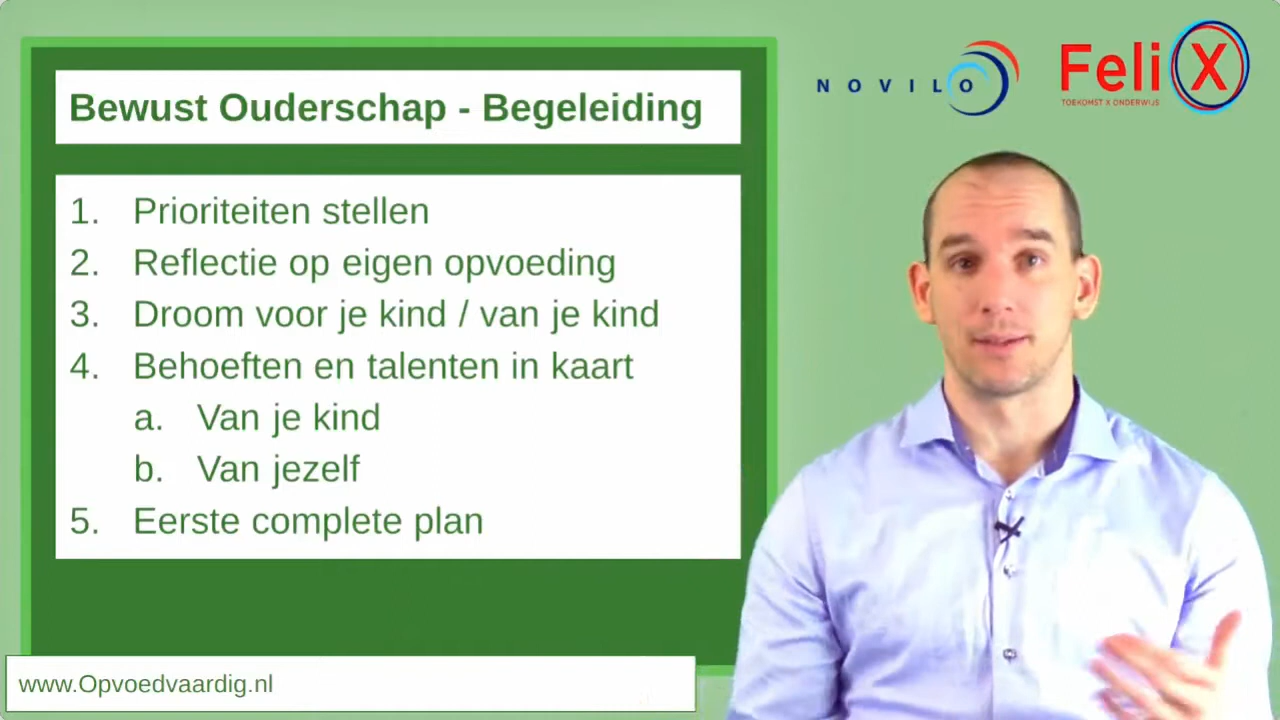 Bewust Ouderschap - Begeleiding
NOVILO
FeliX
TOEKOMST X ONDERWIJS
1. Prioriteiten stellen
2. Reflectie op eigen opvoeding
3. Droom voor je kind / van je kind
4. Behoeften en talenten in kaart
a. Van je kind
b. Van jezelf
5. Eerste complete plan
www.Opvoedvaardig.nl